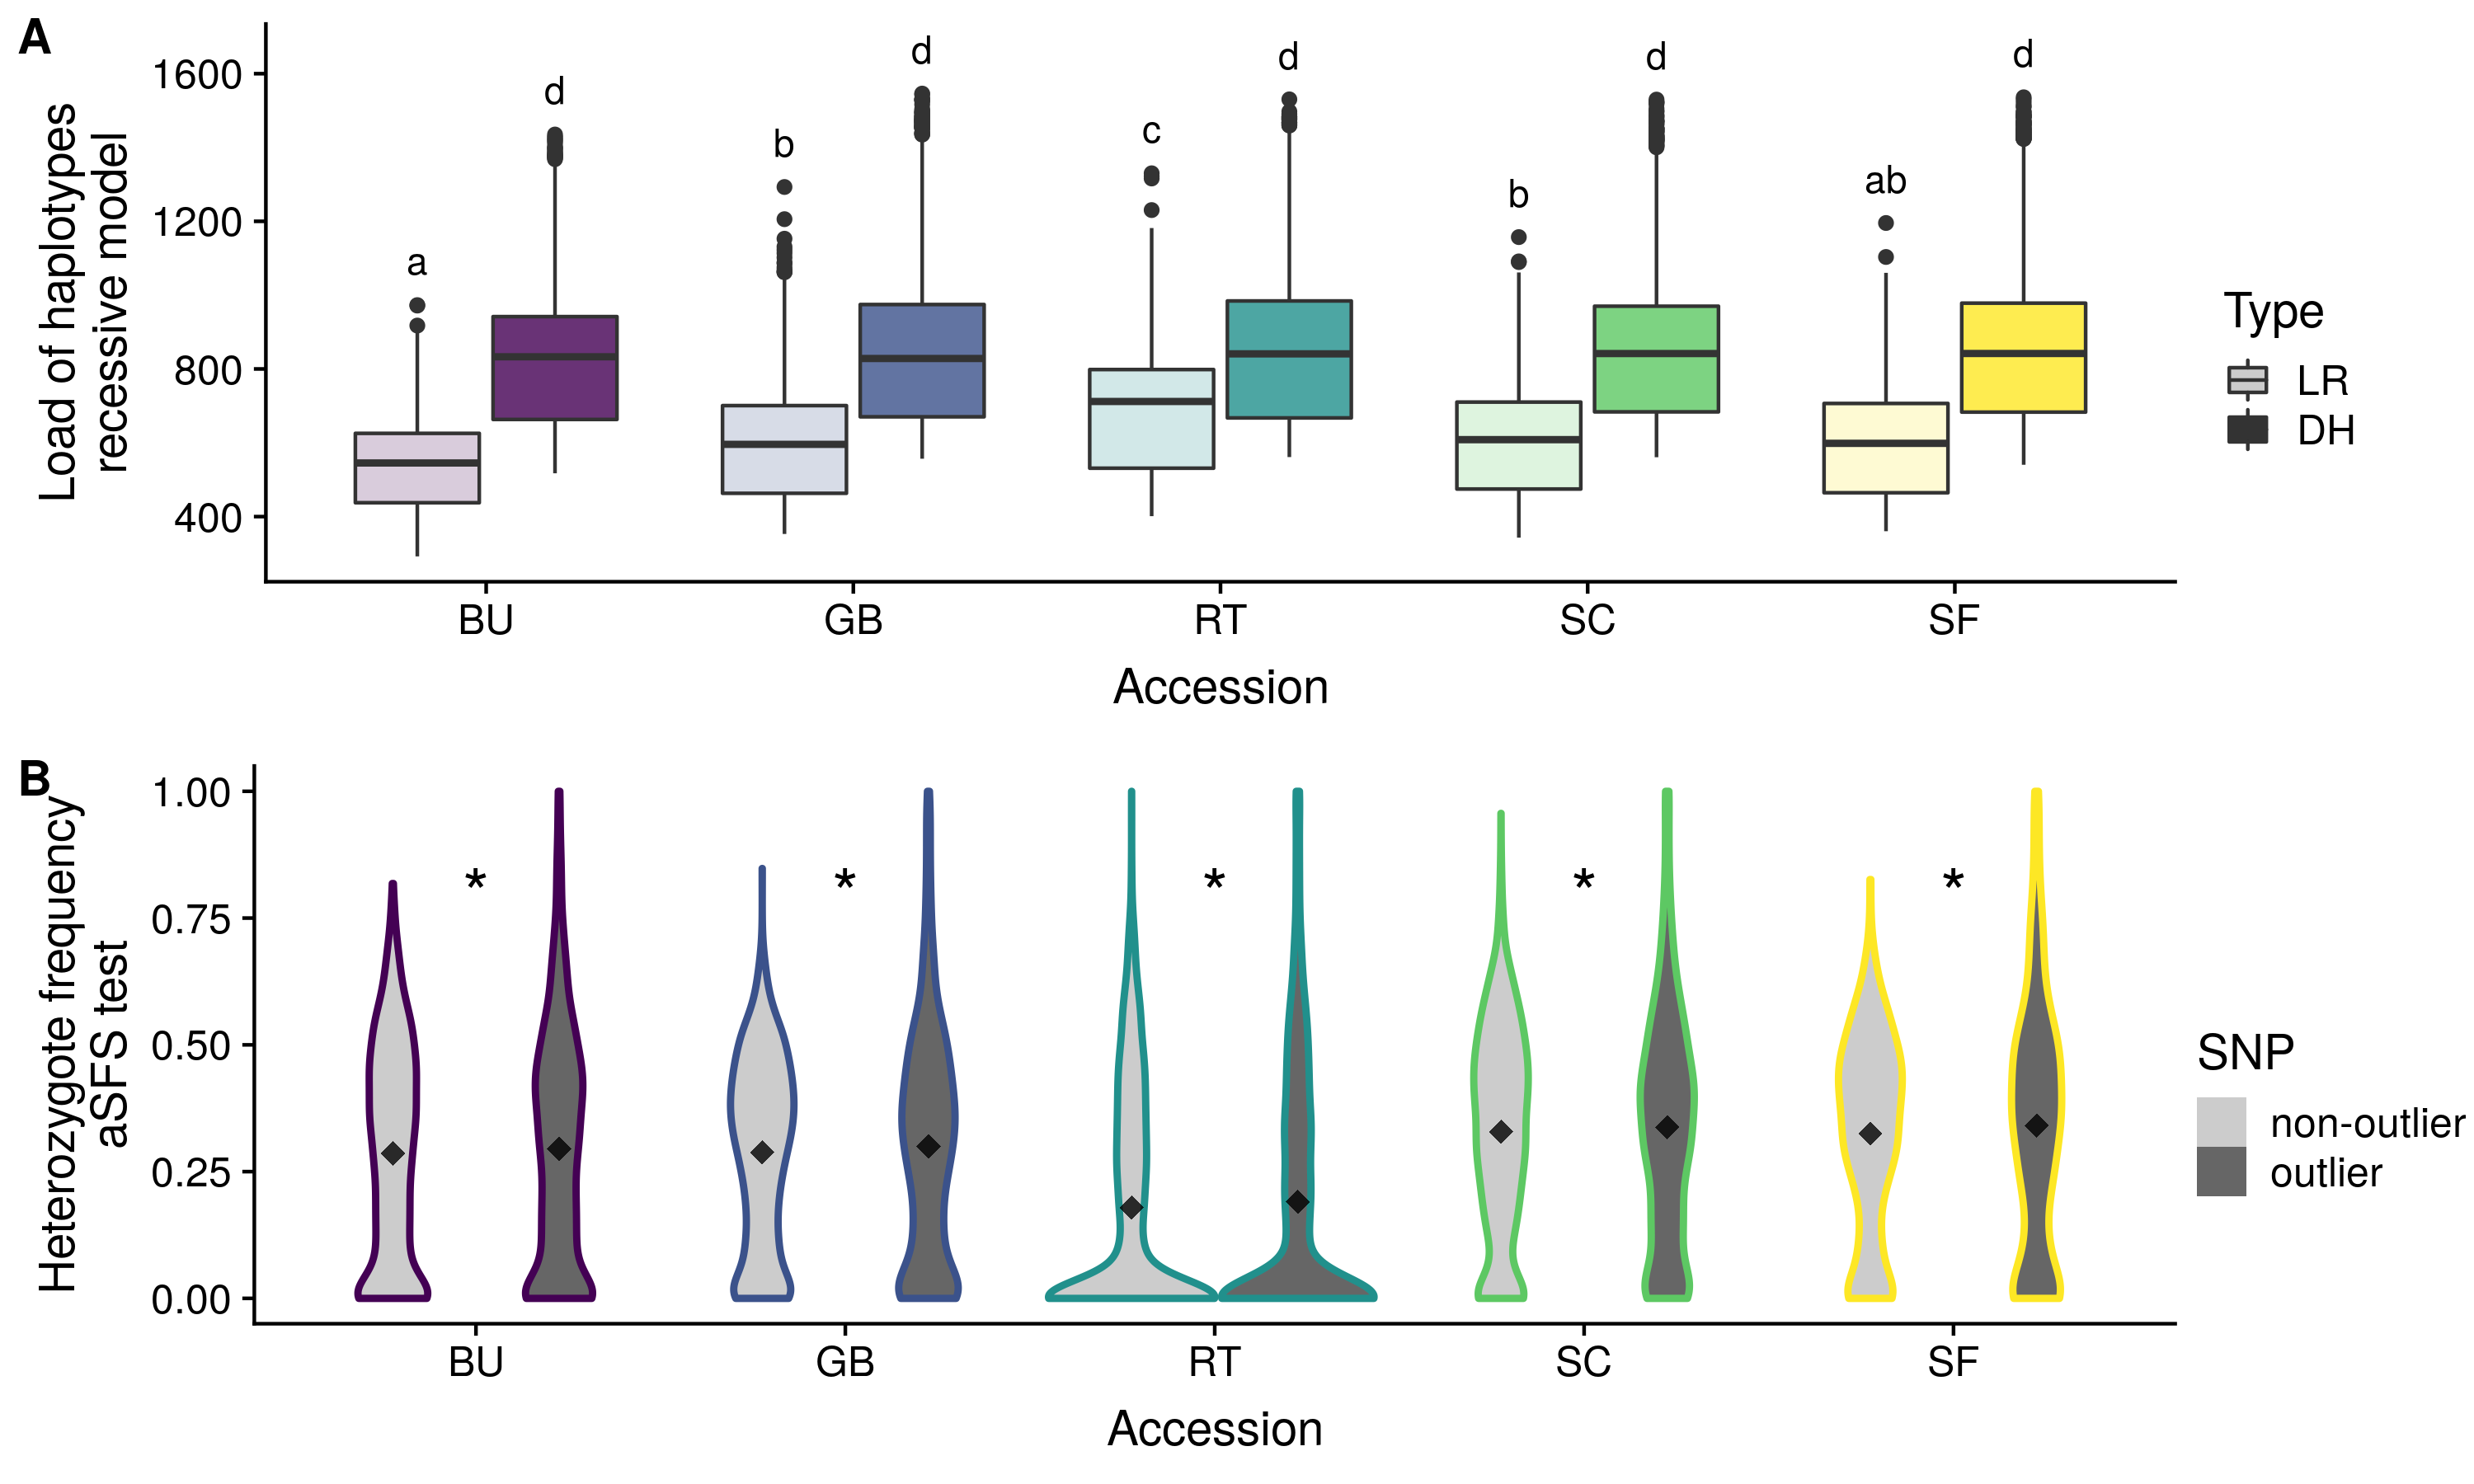 A
Load of haplotypes
recessive model
1600
1200
800
400
a
d
b
d
c
d
b
d
ab
d
BU
GB
RT
SC
SF
Accession
Type
LR
DH
B
Heterozygote frequency
aSFS test
1.00
0.75
0.50
0.25
0.00
* * * * *
BU
GB
RT
SC
SF
Accession
SNP
non-outlier
outlier